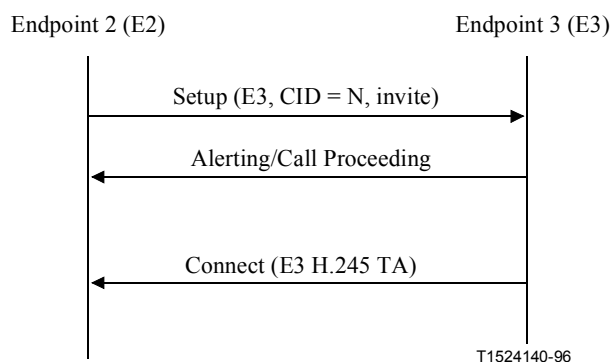 Endpoint 2 (E2)
Endpoint 3 (E3)
Setup (E3, CID = N, invite)
Alerting/Call Proceeding
Connect (E3 H.245 TA)
T1524140-96